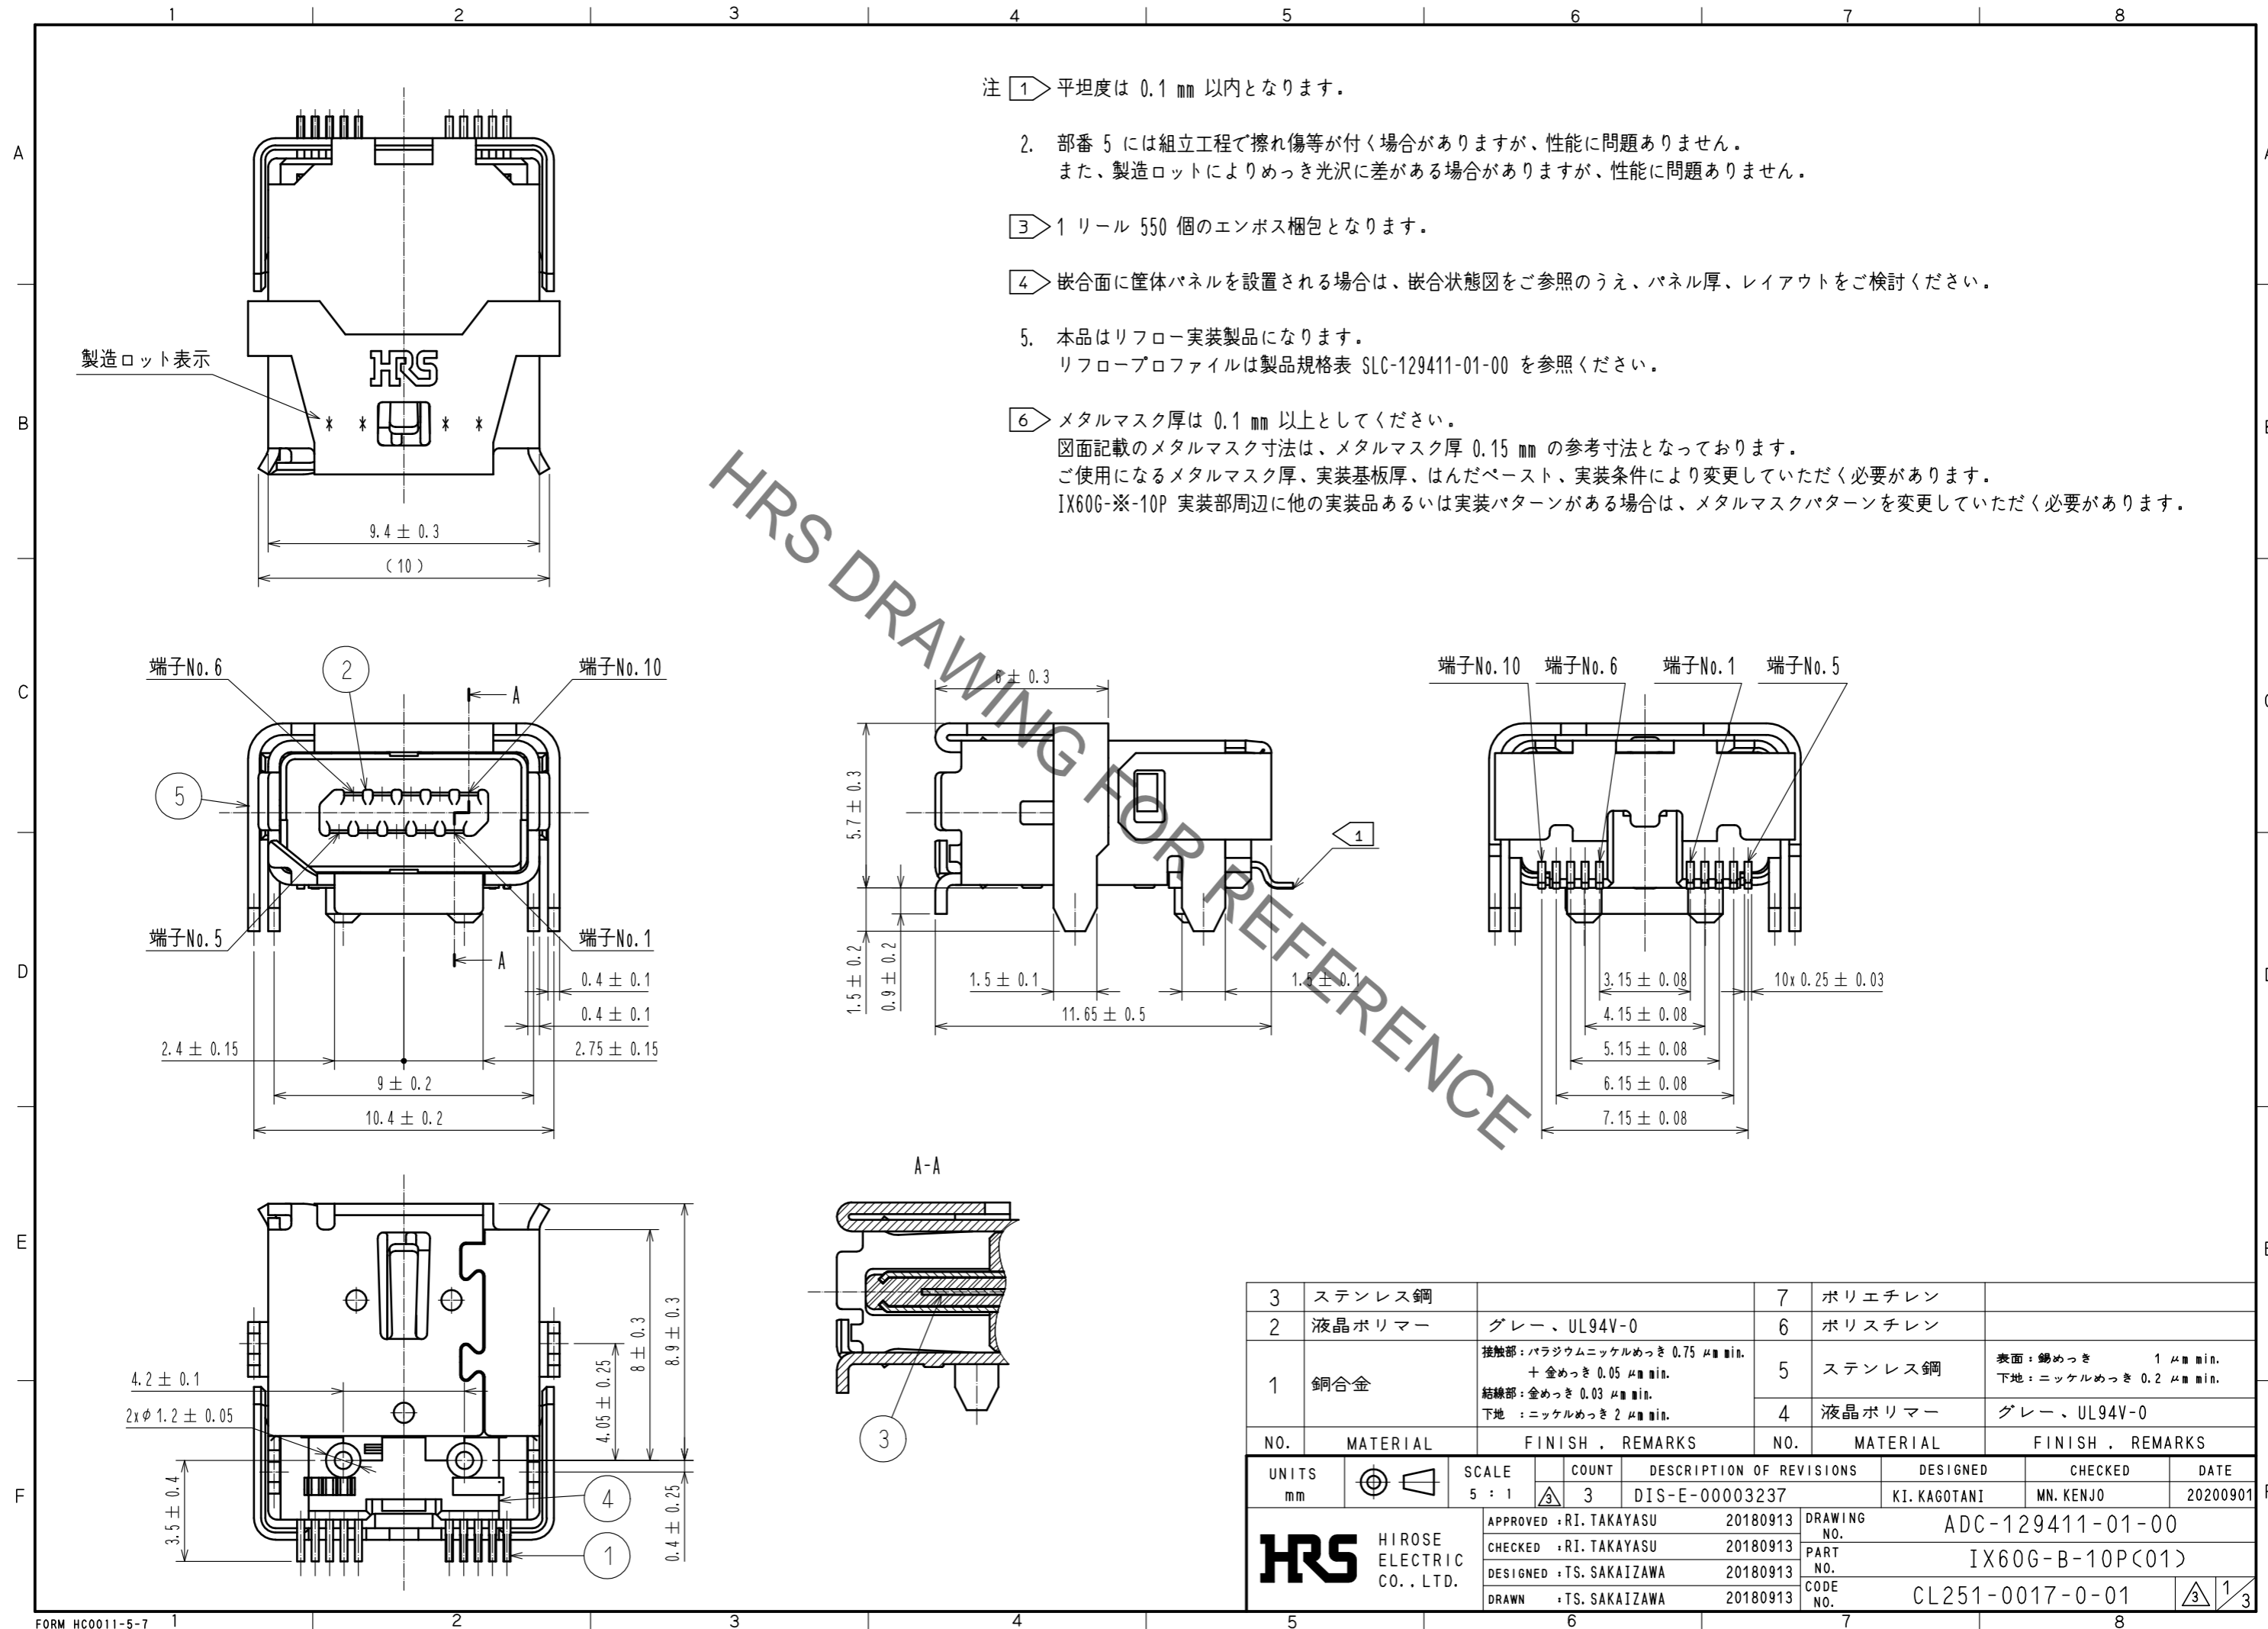 1 2 3 4 5 6 7 8
A
B
C
D
E
F
注 1 平坦度は 0.1 mm 以内となります。
2. 部番 5 には組立工程で擦れ傷等が付く場合がありますが、性能に問題ありません。
また、製造ロットによりめっき光沢に差がある場合がありますが、性能に問題ありません。
3 1 リール 550 個のエンボス梱包となります。
4 嵌合面に筐体パネルを設置される場合は、嵌合状態図をご参照のうえ、パネル厚、レイアウトをご検討ください。
5. 本品はリフロー実装製品になります。
リフロープロファイルは製品規格表 SLC-129411-01-00 を参照ください。
6 メタルマスク厚は 0.1 mm 以上としてください。
図面記載のメタルマスク寸法は、メタルマスク厚 0.15 mm の参考寸法となっております。
ご使用になるメタルマスク厚、実装基板厚、はんだペースト、実装条件により変更していただく必要があります。
IX60G-※-10P 実装部周辺に他の実装品あるいは実装パターンがある場合は、メタルマスクパターンを変更していただく必要があります。
製造ロット表示
HRS
9.4 ± 0.3
(10)
HRS DRAWING FOR REFERENCE
端子No.6
2
端子No.10
A
5
端子No.5
端子No.1
A
0.4 ± 0.1
0.4 ± 0.1
2.4 ± 0.15
2.75 ± 0.15
9 ± 0.2
10.4 ± 0.2
6 ± 0.3
5.7 ± 0.3
1
1.5 ± 0.2
0.9 ± 0.2
1.5 ± 0.1
1.5 ± 0.1
11.65 ± 0.5
端子No.10 端子No.6 端子No.1 端子No.5
3.15 ± 0.08
10x 0.25 ± 0.03
4.15 ± 0.08
5.15 ± 0.08
6.15 ± 0.08
7.15 ± 0.08
4.2 ± 0.1
2xφ1.2 ± 0.05
3.5 ± 0.4
4.05 ± 0.25
8 ± 0.3
8.9 ± 0.3
0.4 ± 0.25
4
1
A-A
3
3 ステンレス鋼 7 ポリエチレン
2 液晶ポリマー グレー、UL94V-0 6 ポリスチレン
1 銅合金
接触部：パラジウムニッケルめっき 0.75 μm min.
+ 金めっき 0.05 μm min.
結線部：金めっき 0.03 μm min.
下地 ：ニッケルめっき 2 μm min.
5 ステンレス鋼
表面：錫めっき 1 μm min.
下地：ニッケルめっき 0.2 μm min.
4 液晶ポリマー グレー、UL94V-0
NO. MATERIAL FINISH , REMARKS NO. MATERIAL FINISH , REMARKS
UNITS mm
SCALE 5 : 1
COUNT DESCRIPTION OF REVISIONS DESIGNED CHECKED DATE
3 3 DIS-E-00003237 KI.KAGOTANI MN.KENJO 20200901
HRS
HIROSE
ELECTRIC
CO.,LTD.
APPROVED :RI.TAKAYASU 20180913
CHECKED :RI.TAKAYASU 20180913
DESIGNED :TS.SAKAIZAWA 20180913
DRAWN :TS.SAKAIZAWA 20180913
DRAWING NO. ADC-129411-01-00
PART NO. IX60G-B-10P(01)
CODE NO. CL251-0017-0-01 3 1/3
FORM HC0011-5-7
1 2 3 4 5 6 7 8